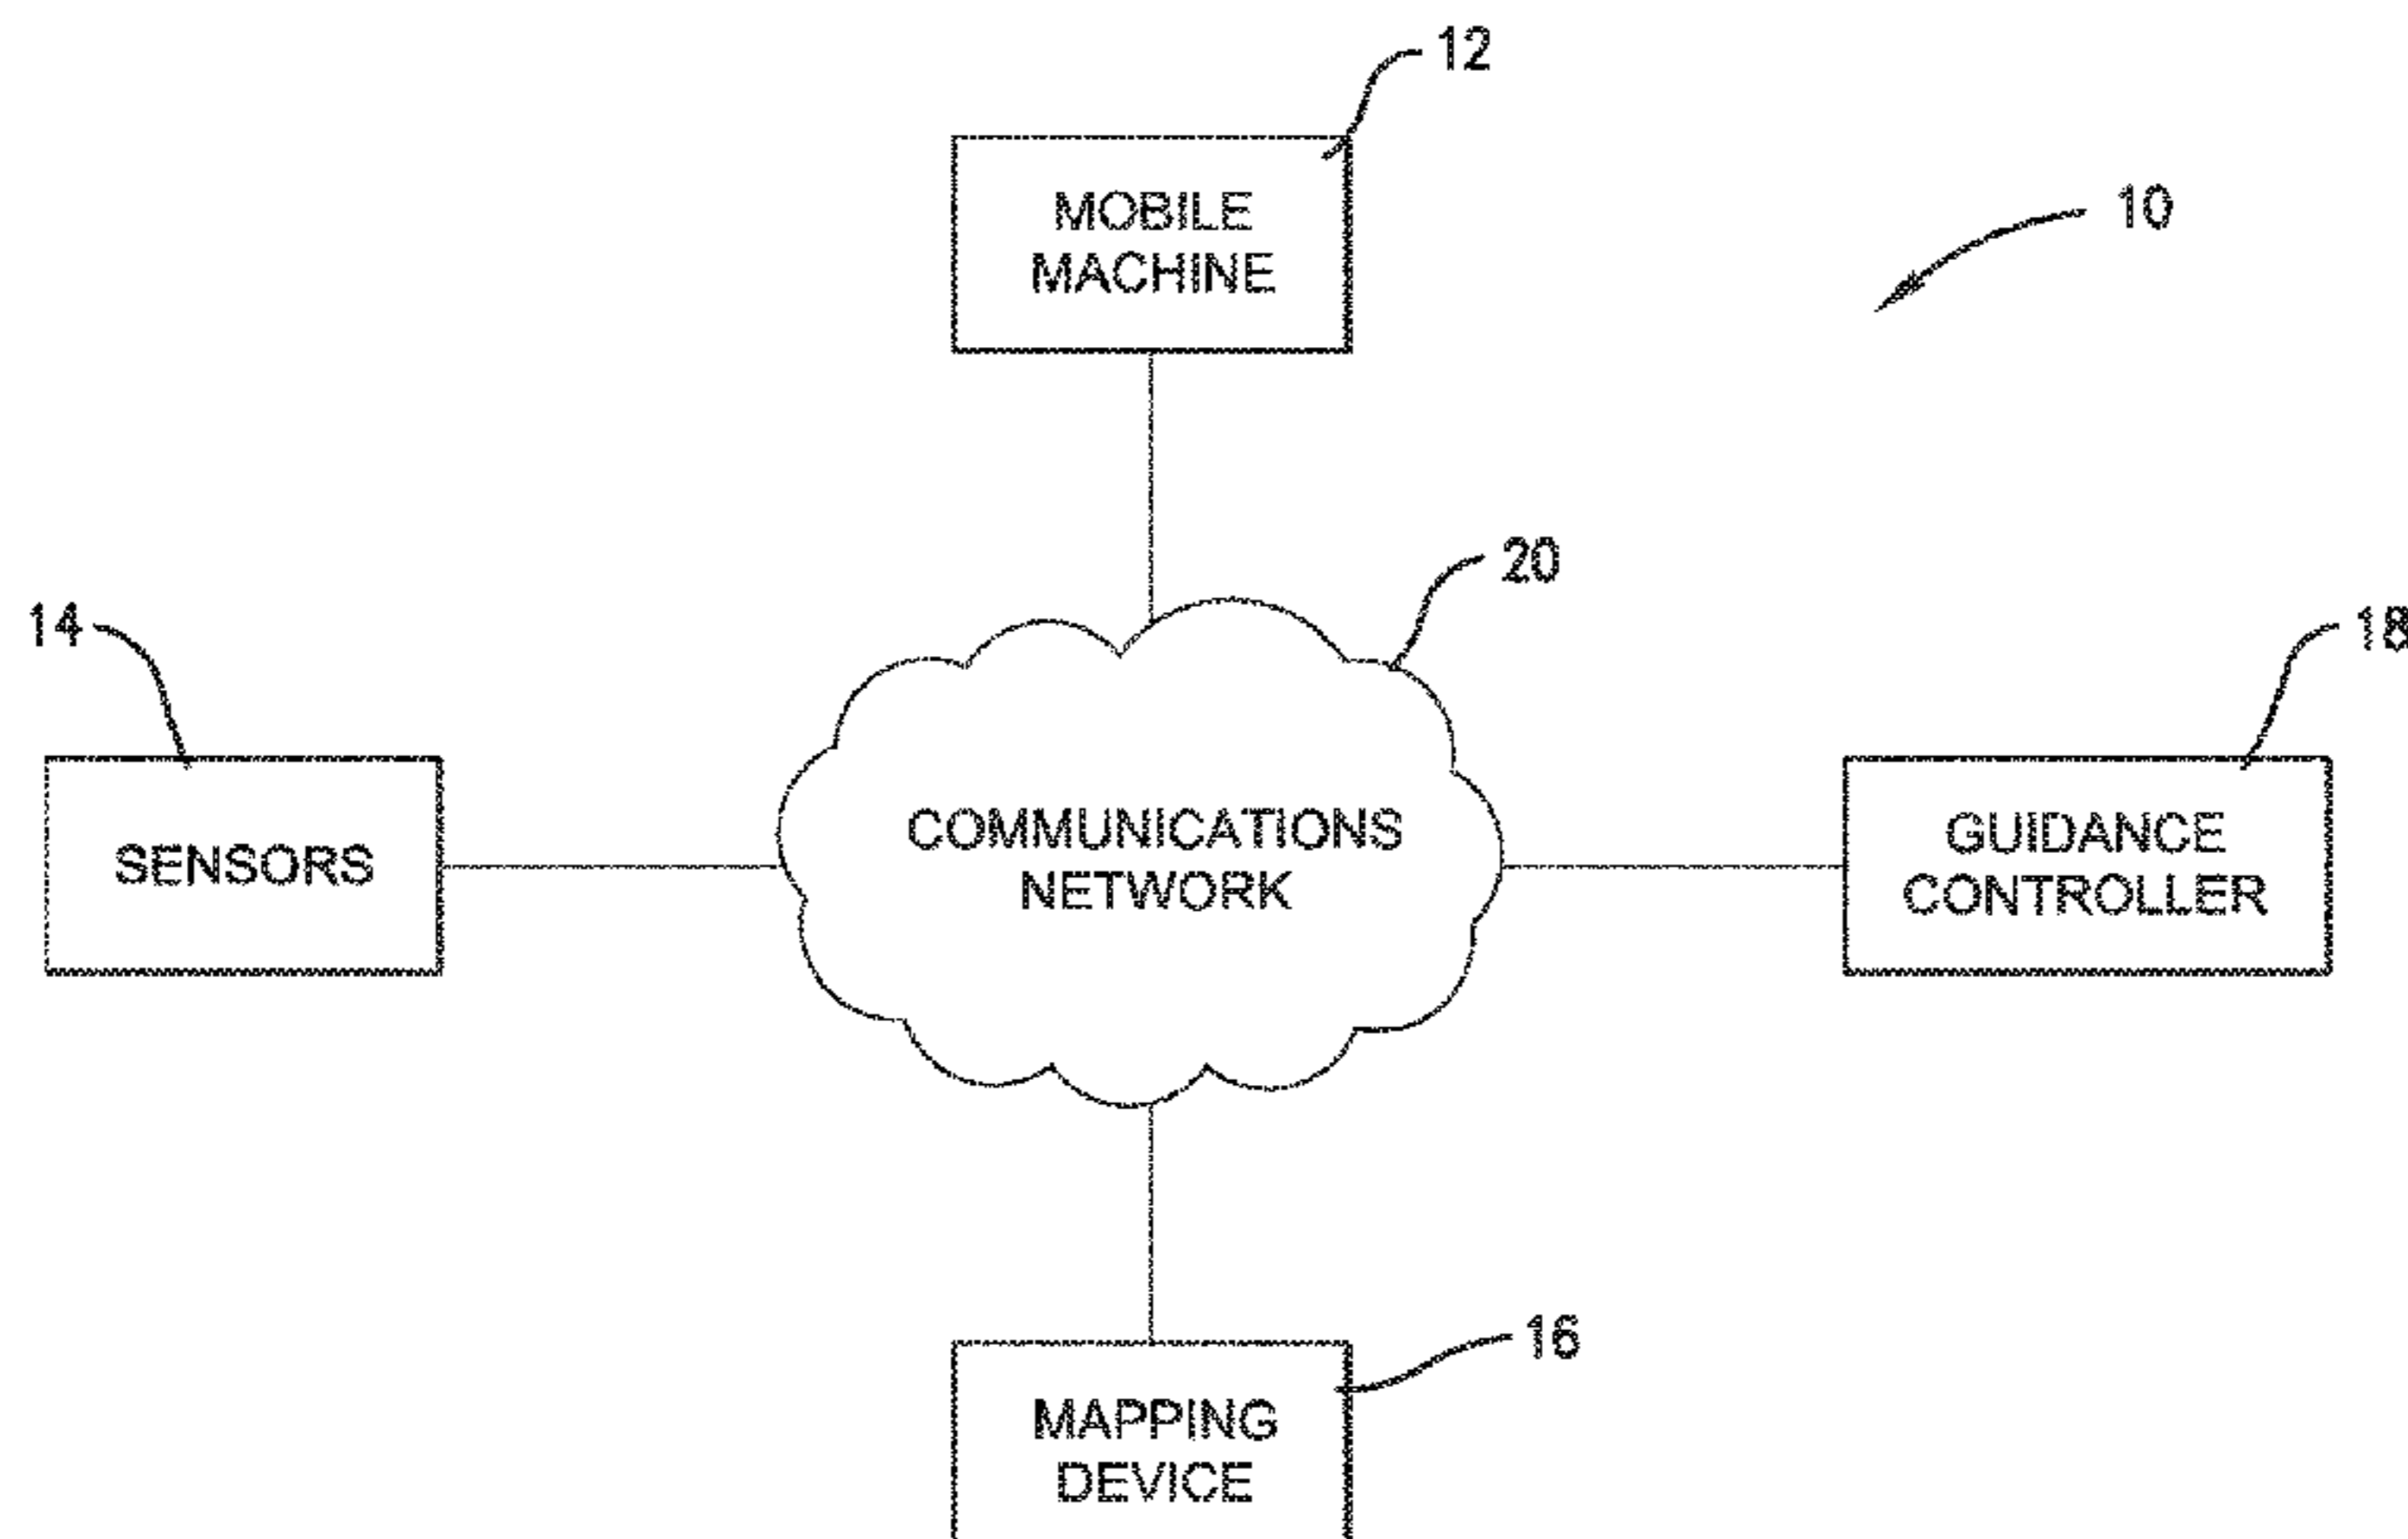 12
MOBILE
MACHINE
10
20
14
18
COMMUNICATIONS
NETWORK
SENSORS
GUIDANCE
CONTROLLER
16
MAPPING
DEVICE